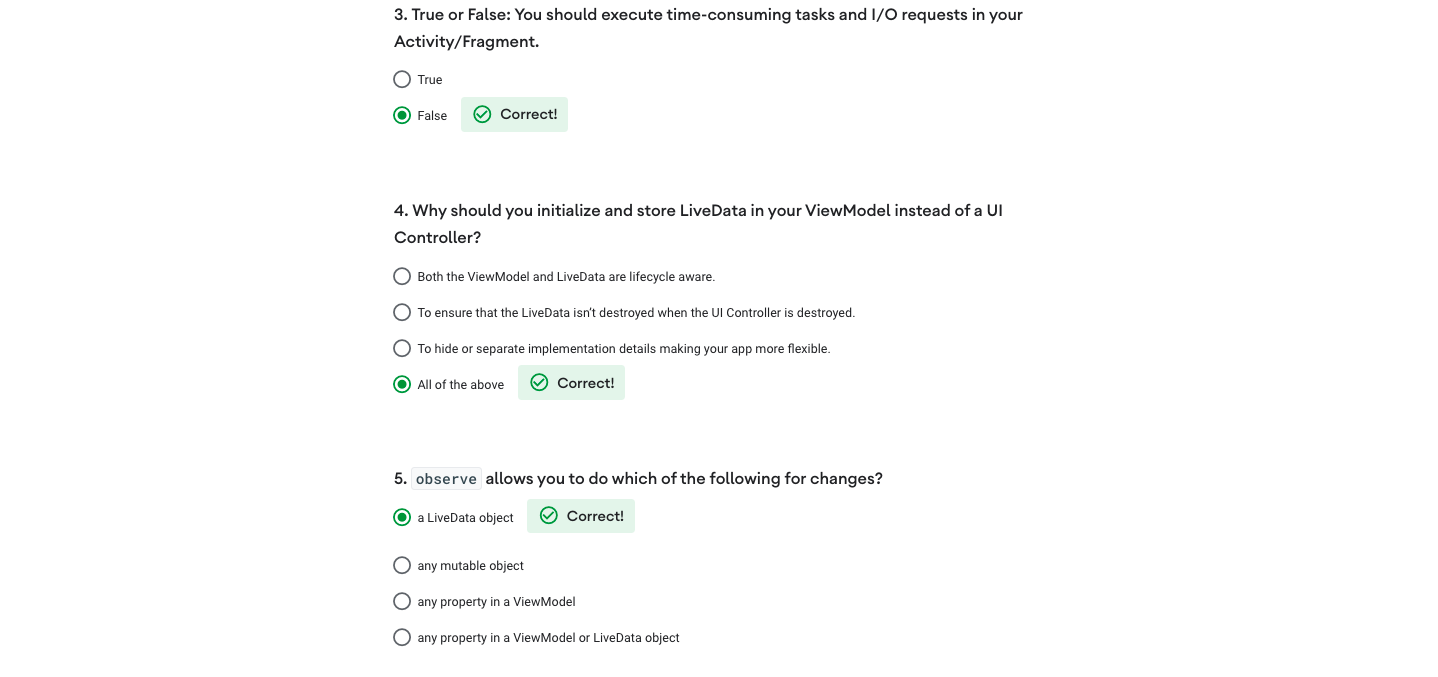 3. True or False: You should execute time-consuming tasks and I/O requests in your
Activity/Fragment.
True
False Correct!
4. Why should you initialize and store LiveData in your ViewModel instead of a UI
Controller?
Both the ViewModel and LiveData are lifecycle aware.
To ensure that the LiveData isn’t destroyed when the UI Controller is destroyed.
To hide or separate implementation details making your app more flexible.
All of the above Correct!
5. observe allows you to do which of the following for changes?
a LiveData object Correct!
any mutable object
any property in a ViewModel
any property in a ViewModel or LiveData object